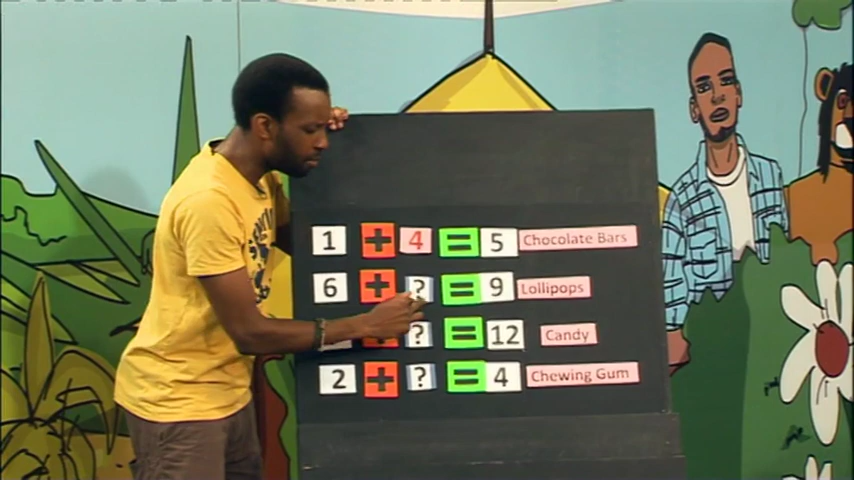 1 + 4 = 5 Chocolate Bars
6 + ? = 9 Lollipops
+ ? = 12 Candy
2 + ? = 4 Chewing Gum